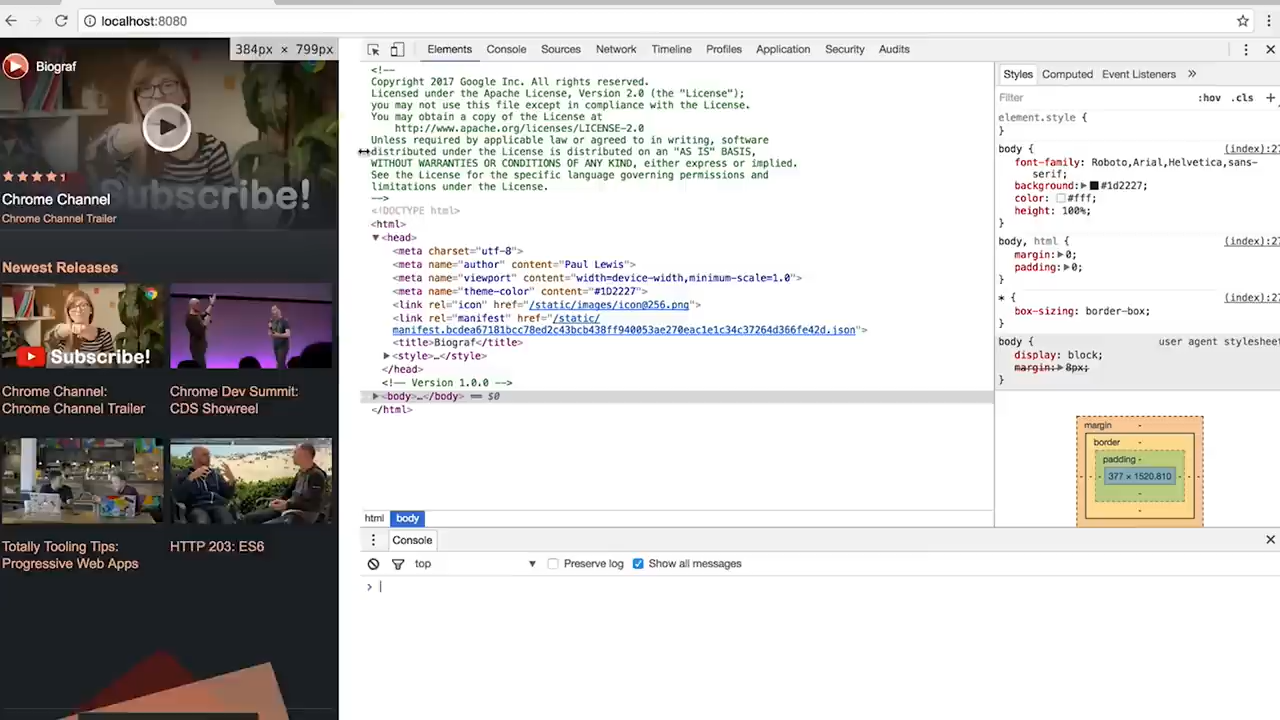 localhost:8080
384px × 799px
Biograf
Subscribe!
Chrome Channel
Chrome Channel Trailer
Newest Releases
Subscribe!
Chrome Channel:
Chrome Channel Trailer
Chrome Dev Summit:
CDS Showreel
Totally Tooling Tips:
Progressive Web Apps
HTTP 203: ES6
Elements Console Sources Network Timeline Profiles Application Security Audits
<!--
Copyright 2017 Google Inc. All rights reserved.
Licensed under the Apache License, Version 2.0 (the "License");
you may not use this file except in compliance with the License.
You may obtain a copy of the License at
http://www.apache.org/licenses/LICENSE-2.0
Unless required by applicable law or agreed to in writing, software
distributed under the License is distributed on an "AS IS" BASIS,
WITHOUT WARRANTIES OR CONDITIONS OF ANY KIND, either express or implied.
See the License for the specific language governing permissions and
limitations under the License.
-->
<!DOCTYPE html>
<html>
<head>
<meta charset="utf-8">
<meta name="author" content="Paul Lewis">
<meta name="viewport" content="width=device-width,minimum-scale=1.0">
<meta name="theme-color" content="#1D2227">
<link rel="icon" href="/static/images/icon@256.png">
<link rel="manifest" href="/static/
manifest.bcdea67181bcc78ed2c43bcb438ff940053ae270eac1e1c34c37264d366fe42d.json">
<title>Biograf</title>
<style>…</style>
</head>
<!-- Version 1.0.0 -->
<body>…</body> == $0
</html>
html body
Console
top Preserve log Show all messages
>
Styles Computed Event Listeners »
Filter :hov .cls +
element.style {
}
body { (index):27
font-family: Roboto,Arial,Helvetica,sans-
serif;
background: #1d2227;
color: #fff;
height: 100%;
}
body, html { (index):27
margin: 0;
padding: 0;
}
* { (index):27
box-sizing: border-box;
}
body { user agent stylesheet
display: block;
margin: 8px;
}
margin -
border -
padding -
- - - 377 × 1520.810 - - -
-
-